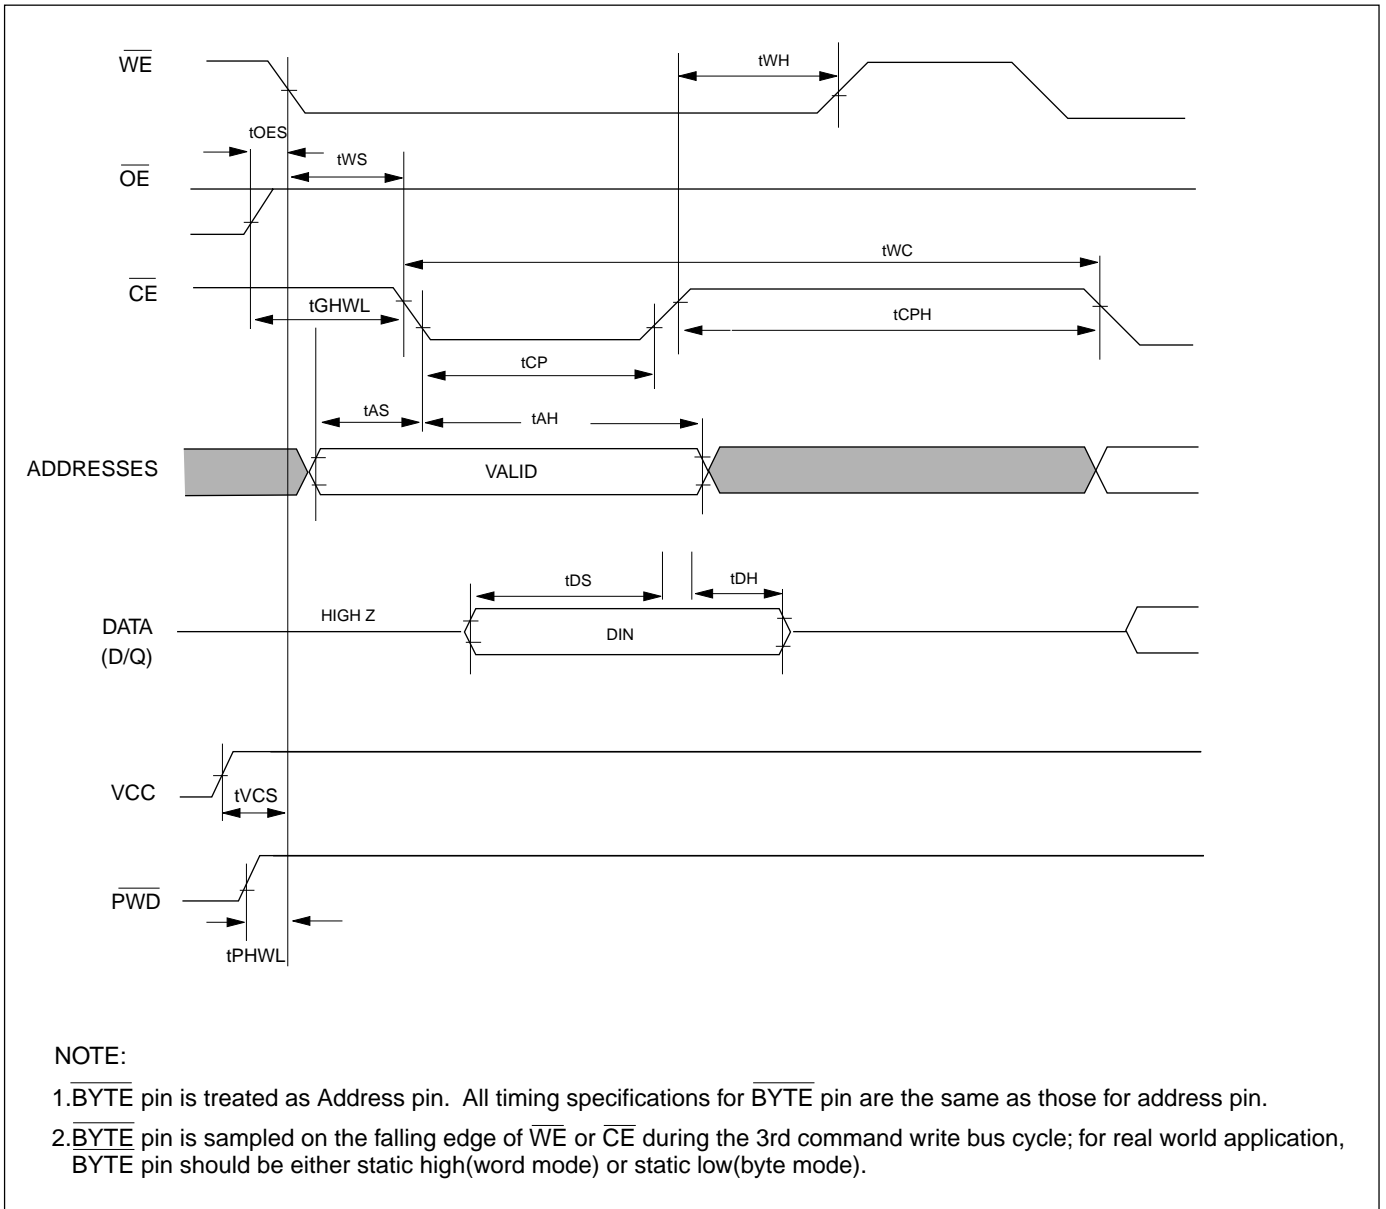 WE
tWH
tOES
tWS
OE
tWC
CE
tGHWL
tCPH
tCP
tAS
tAH
ADDRESSES
VALID
tDS
tDH
HIGH Z
DATA
(D/Q)
DIN
VCC
tVCS
PWD
tPHWL
NOTE:
1.BYTE pin is treated as Address pin. All timing specifications for BYTE pin are the same as those for address pin.
2.BYTE pin is sampled on the falling edge of WE or CE during the 3rd command write bus cycle; for real world application,
BYTE pin should be either static high(word mode) or static low(byte mode).